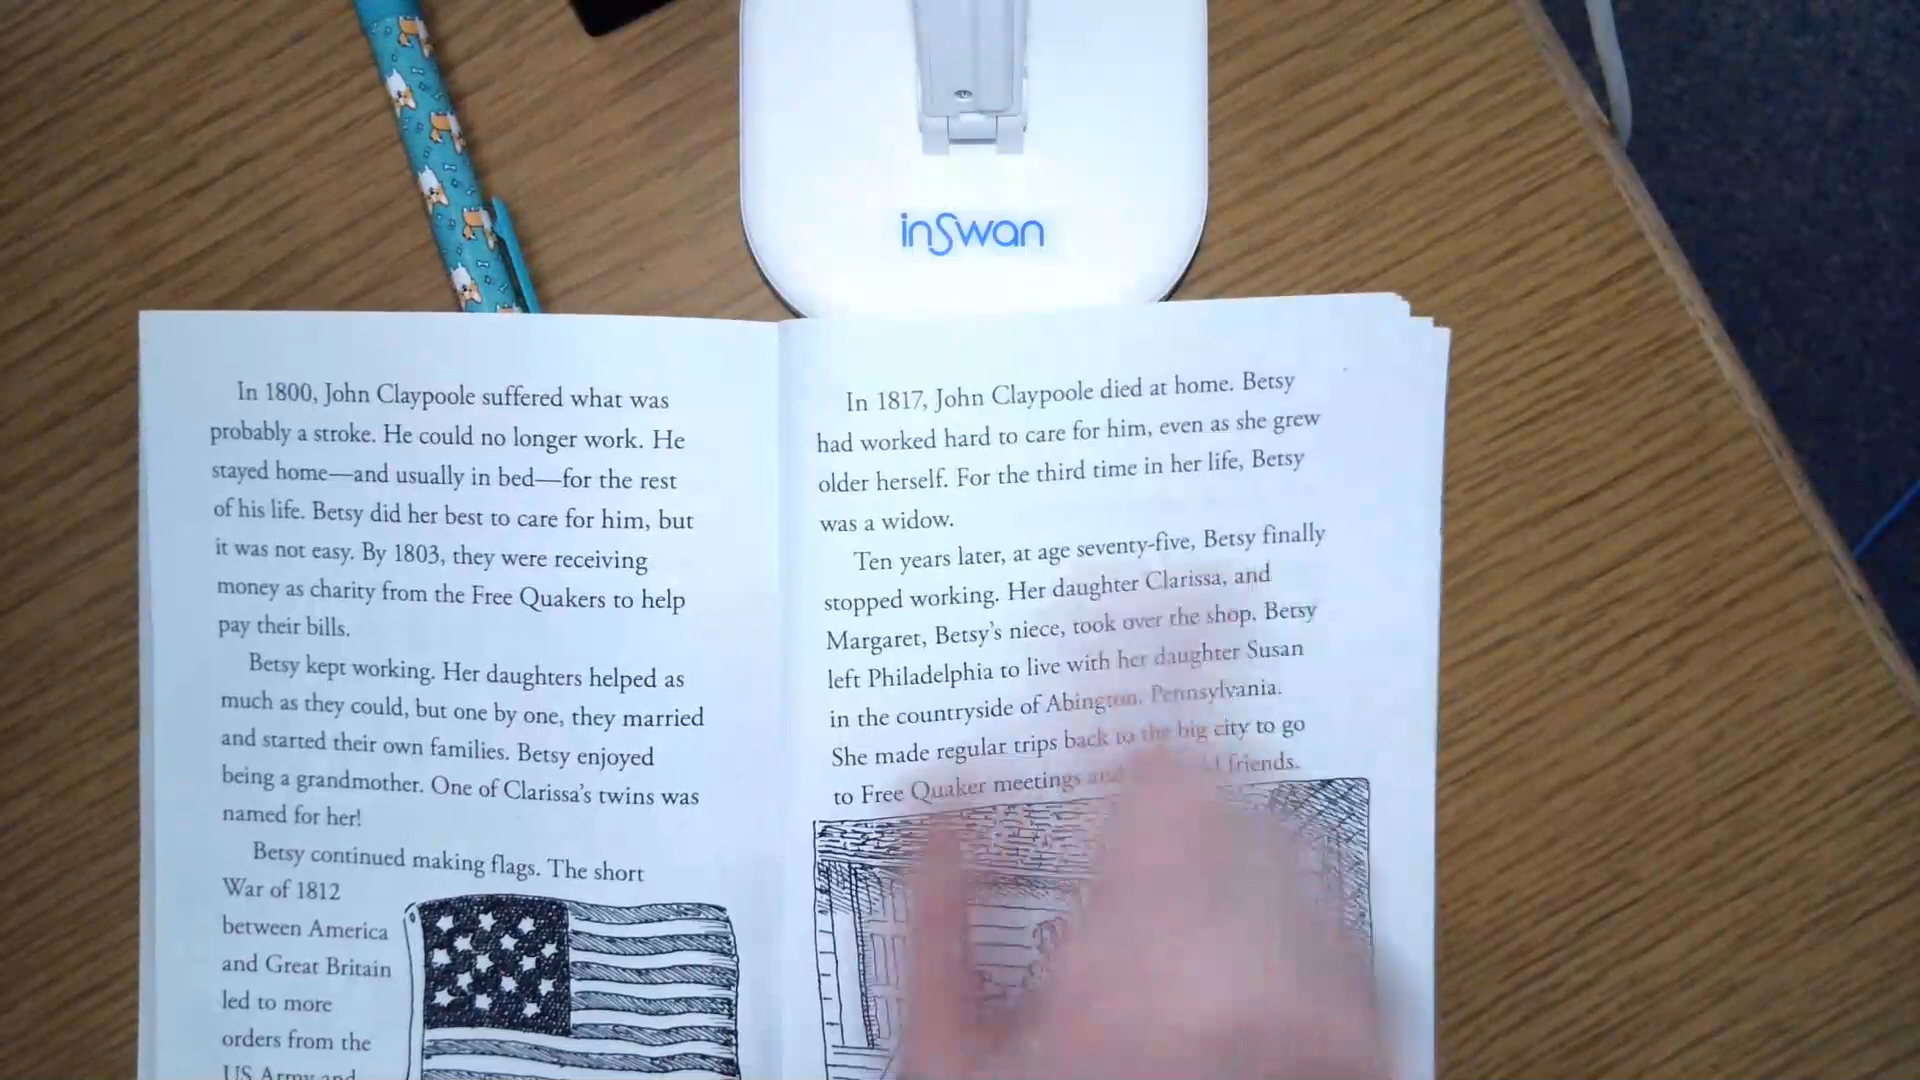 inSwan
In 1800, John Claypoole suffered what was
probably a stroke. He could no longer work. He
stayed home—and usually in bed—for the rest
of his life. Betsy did her best to care for him, but
it was not easy. By 1803, they were receiving
money as charity from the Free Quakers to help
pay their bills.
Betsy kept working. Her daughters helped as
much as they could, but one by one, they married
and started their own families. Betsy enjoyed
being a grandmother. One of Clarissa's twins was
named for her!
Betsy continued making flags. The short
War of 1812
between America
and Great Britain
led to more
orders from the
US Army and
In 1817, John Claypoole died at home. Betsy
had worked hard to care for him, even as she grew
older herself. For the third time in her life, Betsy
was a widow.
Ten years later, at age seventy-five, Betsy finally
stopped working. Her daughter Clarissa, and
Margaret, Betsy's niece, took over the shop. Betsy
left Philadelphia to live with her daughter Susan
in the countryside of Abington, Pennsylvania.
She made regular trips back to the big city to go
to Free Quaker meetings and friends.